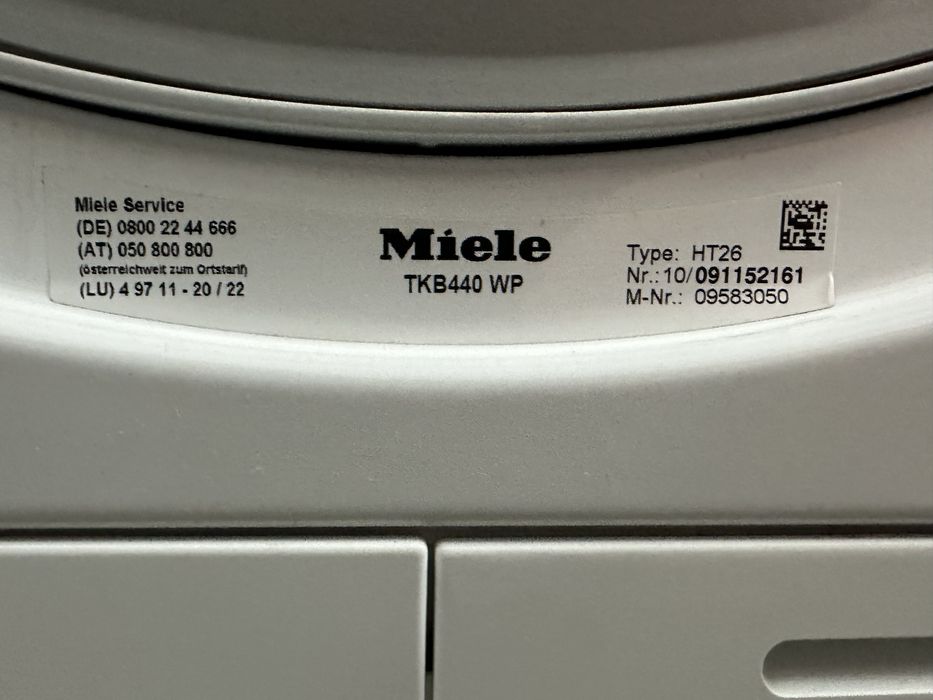 Miele Service
(DE) 0800 22 44 666
(AT) 050 800 800
(österreichweit zum Ortstarif)
(LU) 4 97 11 - 20 / 22
Miele
TKB440 WP
Type: HT26
Nr.: 10/091152161
M-Nr.: 09583050